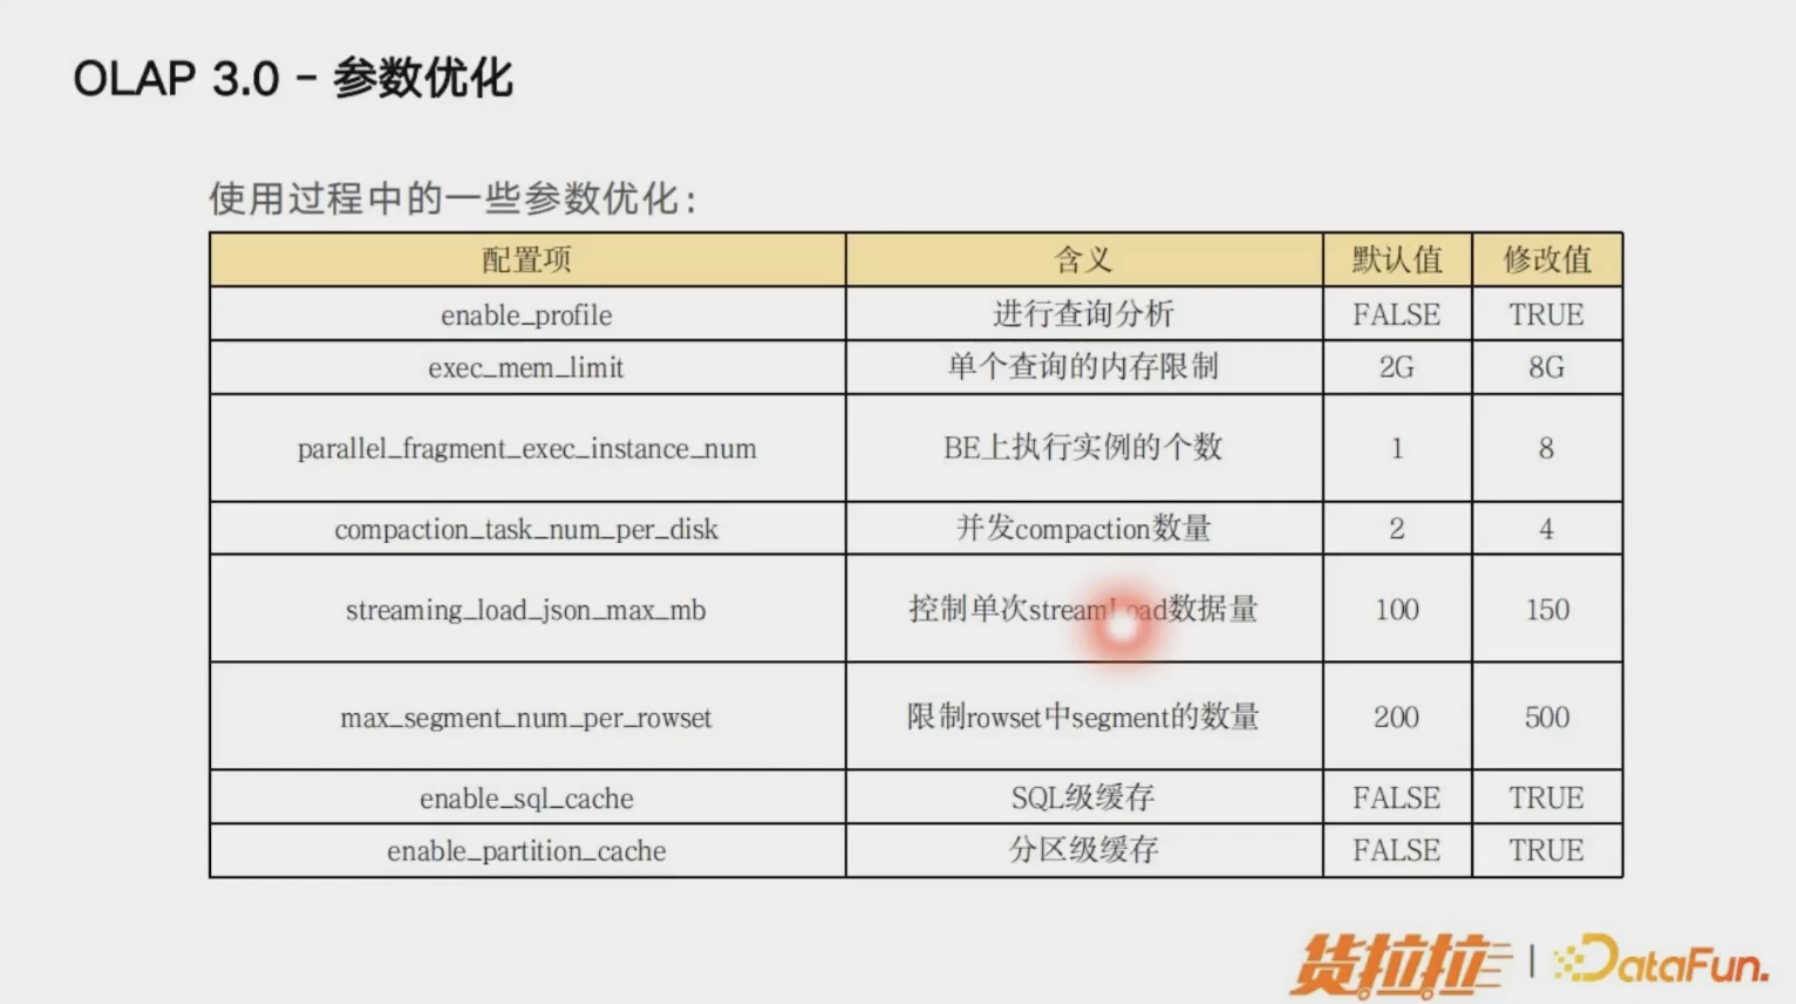 OLAP 3.0 - 参数优化
使用过程中的一些参数优化：
配置项 含义 默认值 修改值
enable_profile 进行查询分析 FALSE TRUE
exec_mem_limit 单个查询的内存限制 2G 8G
parallel_fragment_exec_instance_num BE上执行实例的个数 1 8
compaction_task_num_per_disk 并发compaction数量 2 4
streaming_load_json_max_mb 控制单次streamLoad数据量 100 150
max_segment_num_per_rowset 限制rowset中segment的数量 200 500
enable_sql_cache SQL级缓存 FALSE TRUE
enable_partition_cache 分区级缓存 FALSE TRUE
货拉拉 | DataFun.